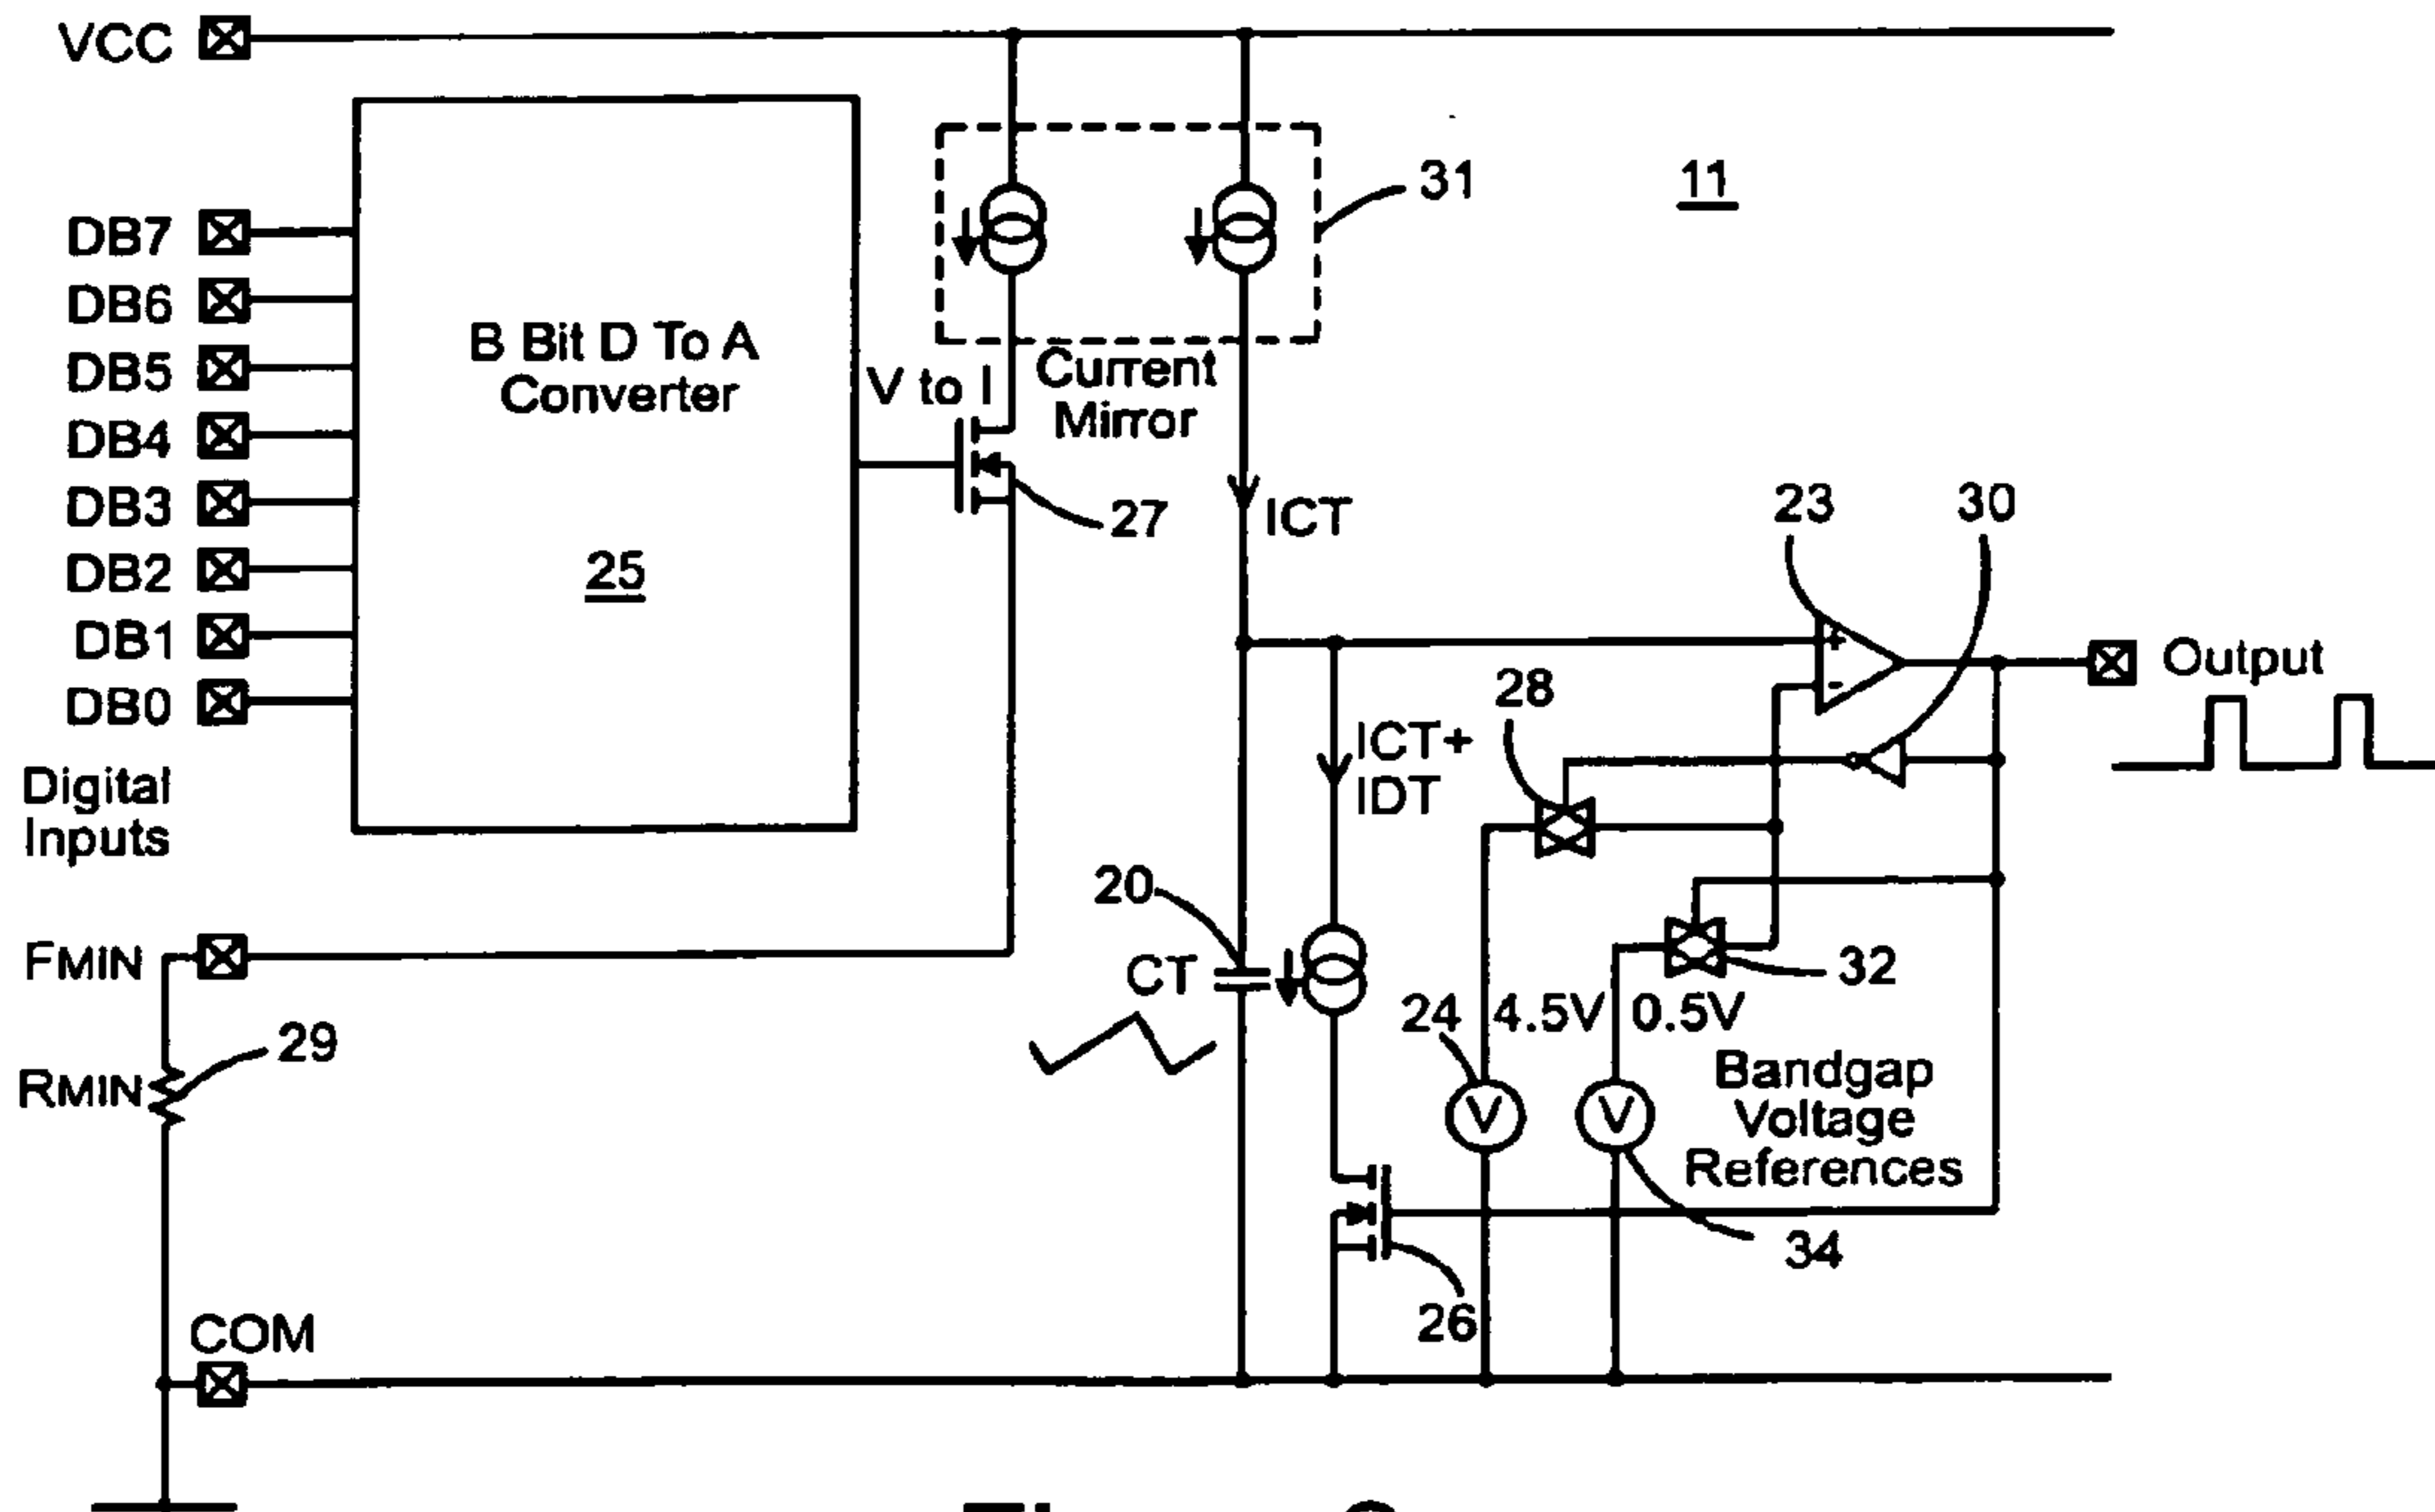 VCC
31
11
DB7
DB6
DB5
DB4
DB3
DB2
DB1
DB0
Digital
Inputs
B Bit D To A
Converter
25
V to I
Current
Mirror
27
ICT
23
30
+
-
Output
28
ICT+
IDT
20
CT
32
24
4.5V
0.5V
V
V
Bandgap
Voltage
References
34
26
FMIN
29
RMIN
COM